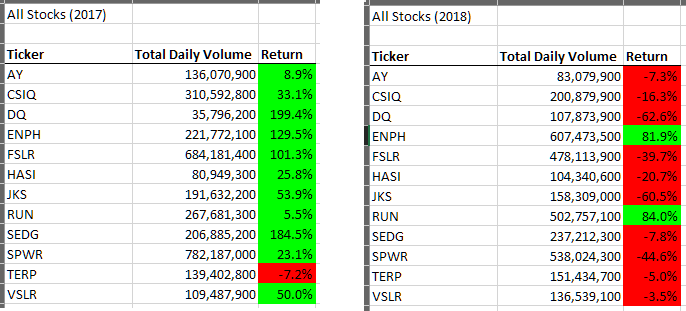 All Stocks (2017)
Ticker Total Daily Volume Return
AY 136,070,900 8.9%
CSIQ 310,592,800 33.1%
DQ 35,796,200 199.4%
ENPH 221,772,100 129.5%
FSLR 684,181,400 101.3%
HASI 80,949,300 25.8%
JKS 191,632,200 53.9%
RUN 267,681,300 5.5%
SEDG 206,885,200 184.5%
SPWR 782,187,000 23.1%
TERP 139,402,800 -7.2%
VSLR 109,487,900 50.0%
All Stocks (2018)
Ticker Total Daily Volume Return
AY 83,079,900 -7.3%
CSIQ 200,879,900 -16.3%
DQ 107,873,900 -62.6%
ENPH 607,473,500 81.9%
FSLR 478,113,900 -39.7%
HASI 104,340,600 -20.7%
JKS 158,309,000 -60.5%
RUN 502,757,100 84.0%
SEDG 237,212,300 -7.8%
SPWR 538,024,300 -44.6%
TERP 151,434,700 -5.0%
VSLR 136,539,100 -3.5%